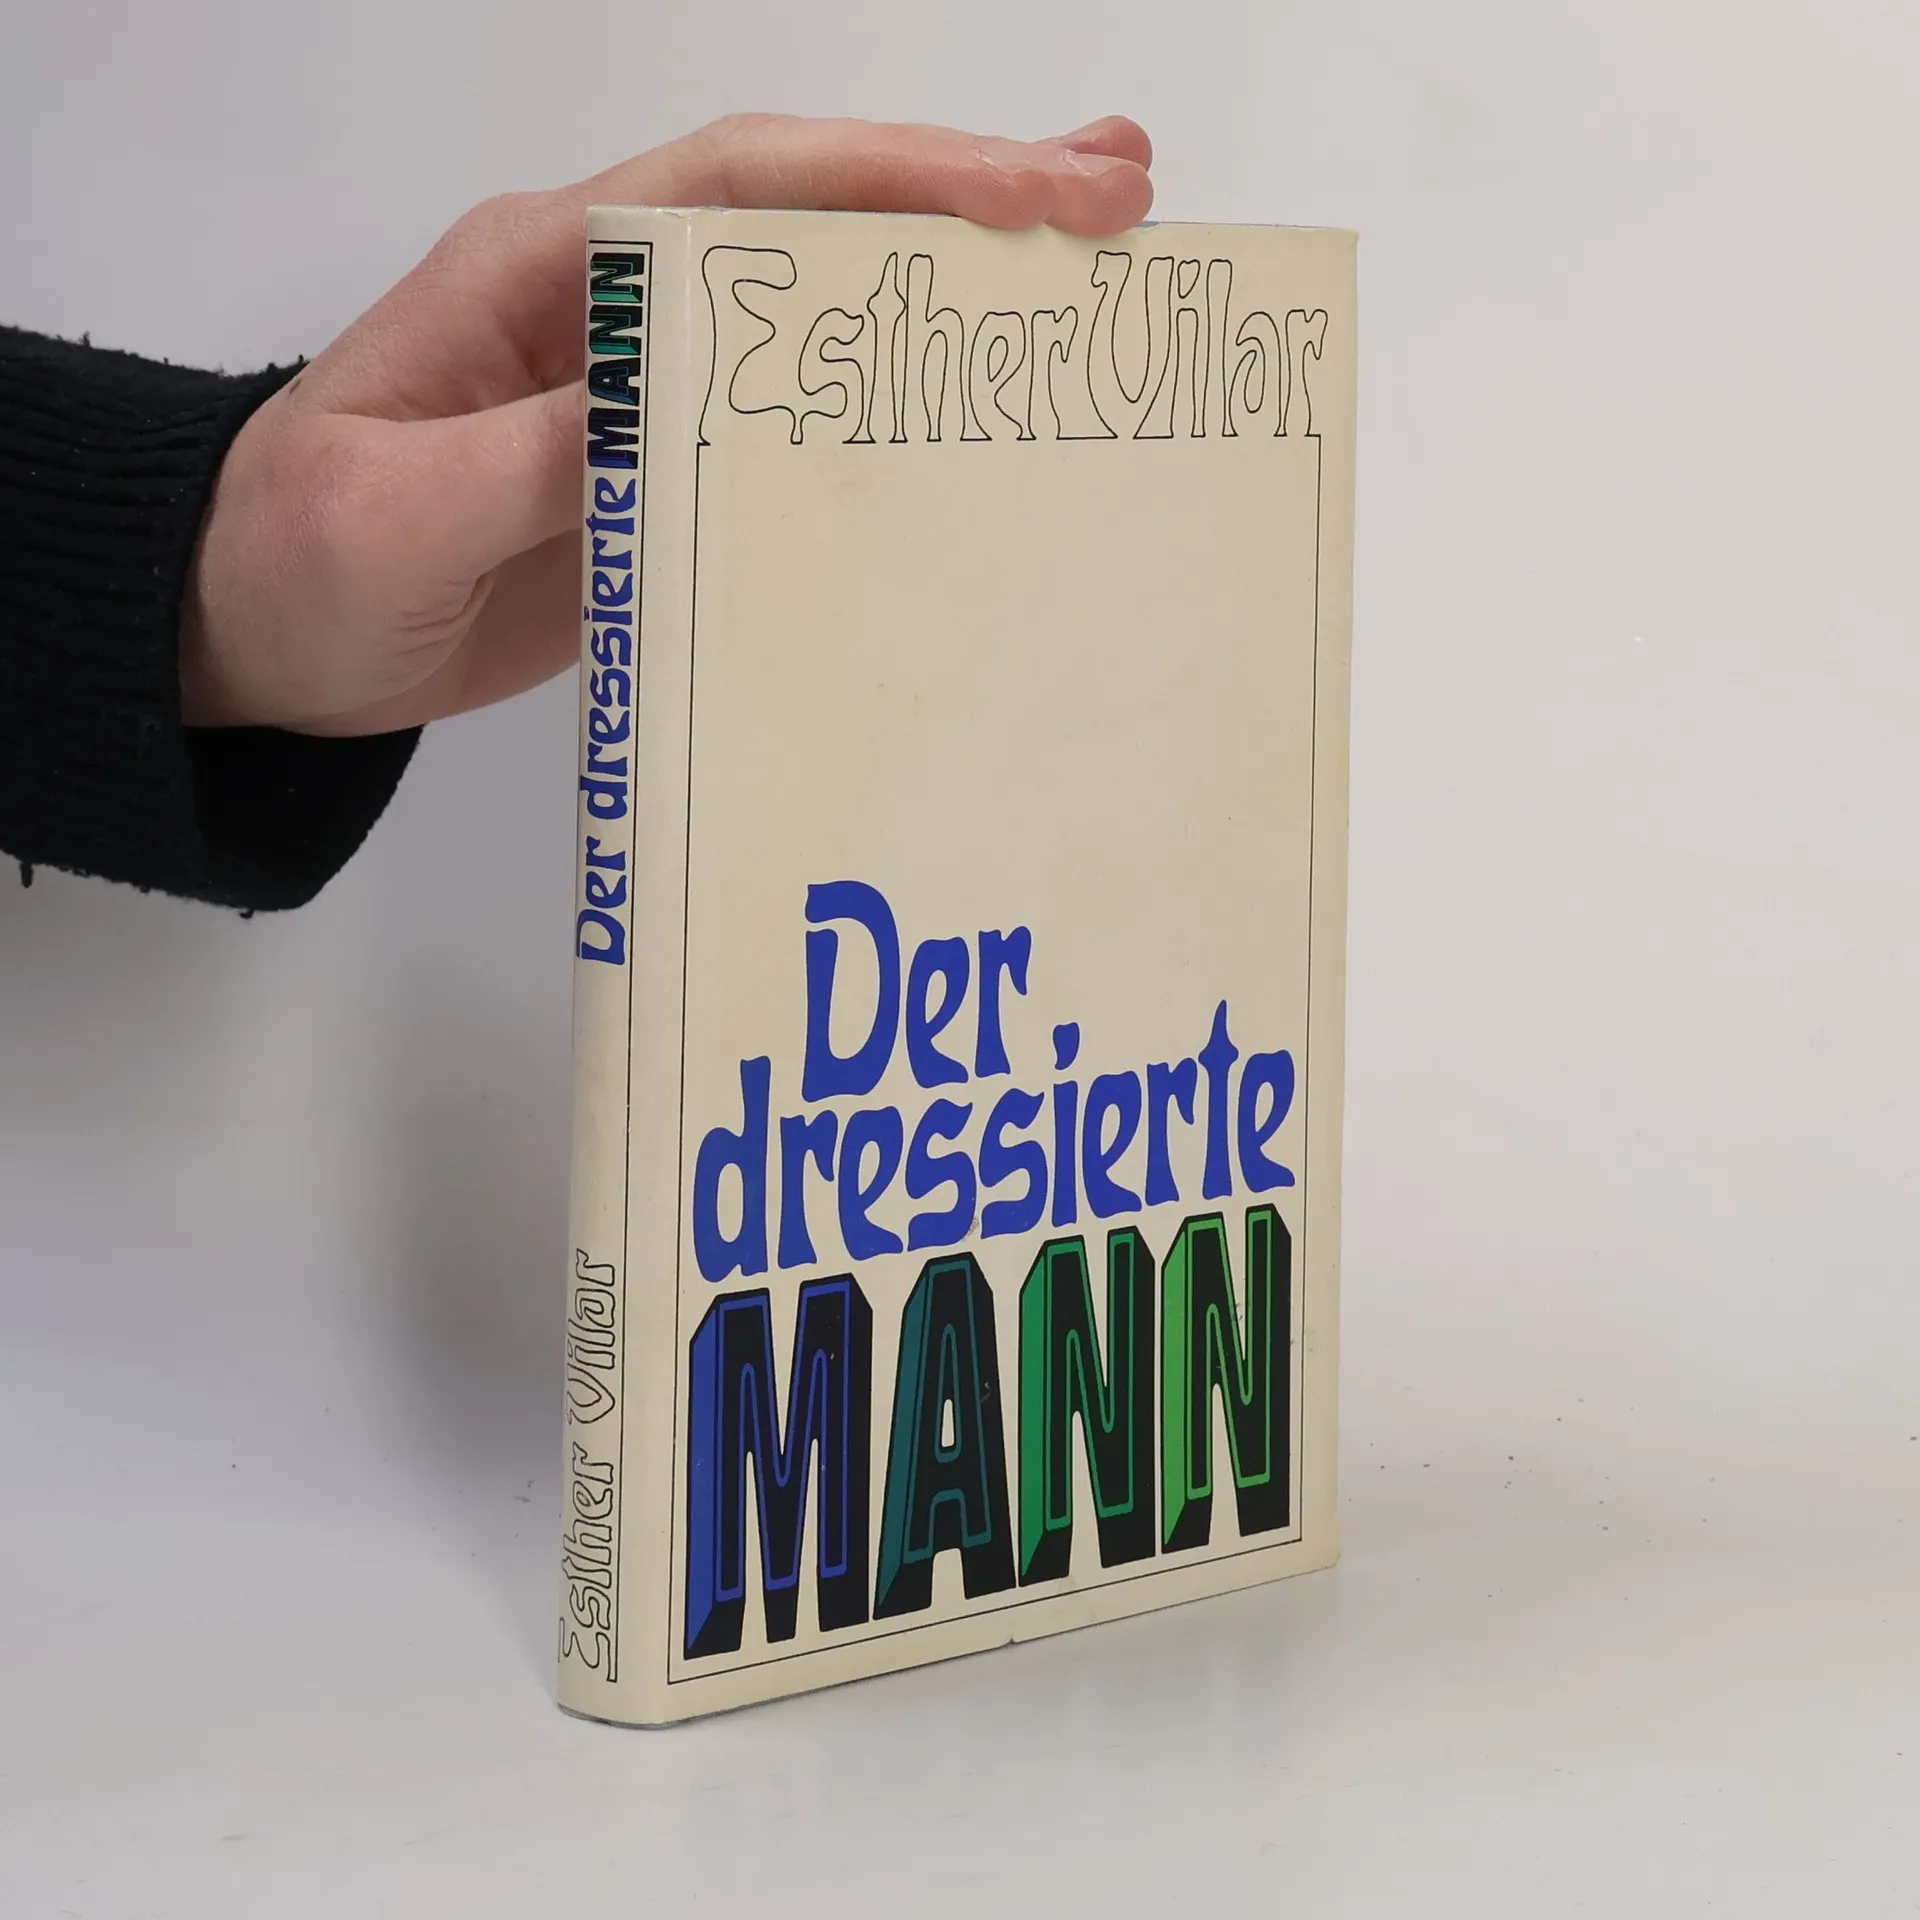 Esther Vilar
Der
dressierte
MANN
Der dressierte MANN
Esther Vilar